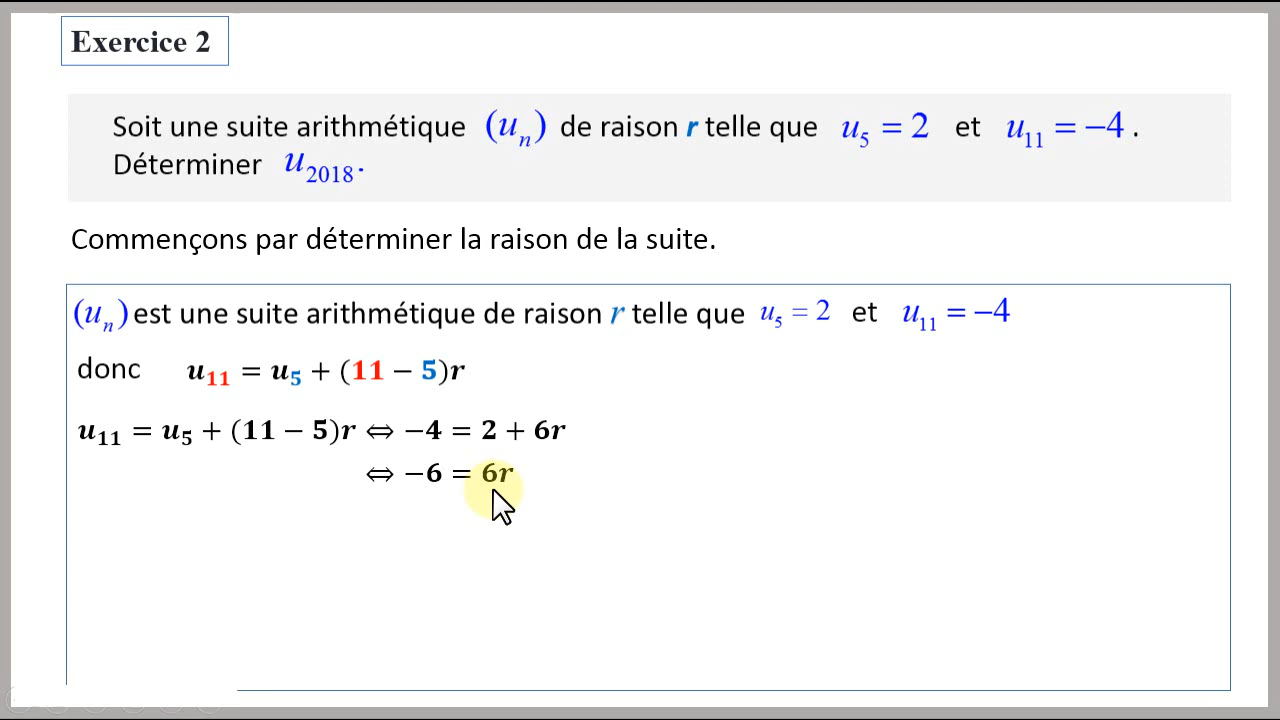 Exercice 2
Soit une suite arithmétique (uₙ) de raison r telle que u₅ = 2 et u₁₁ = −4 .
Déterminer u₂₀₁₈.
Commençons par déterminer la raison de la suite.
(uₙ) est une suite arithmétique de raison r telle que u₅ = 2 et u₁₁ = −4
donc u₁₁ = u₅ + (11 − 5)r
u₁₁ = u₅ + (11 − 5)r ⇔ −4 = 2 + 6r
⇔ −6 = 6r